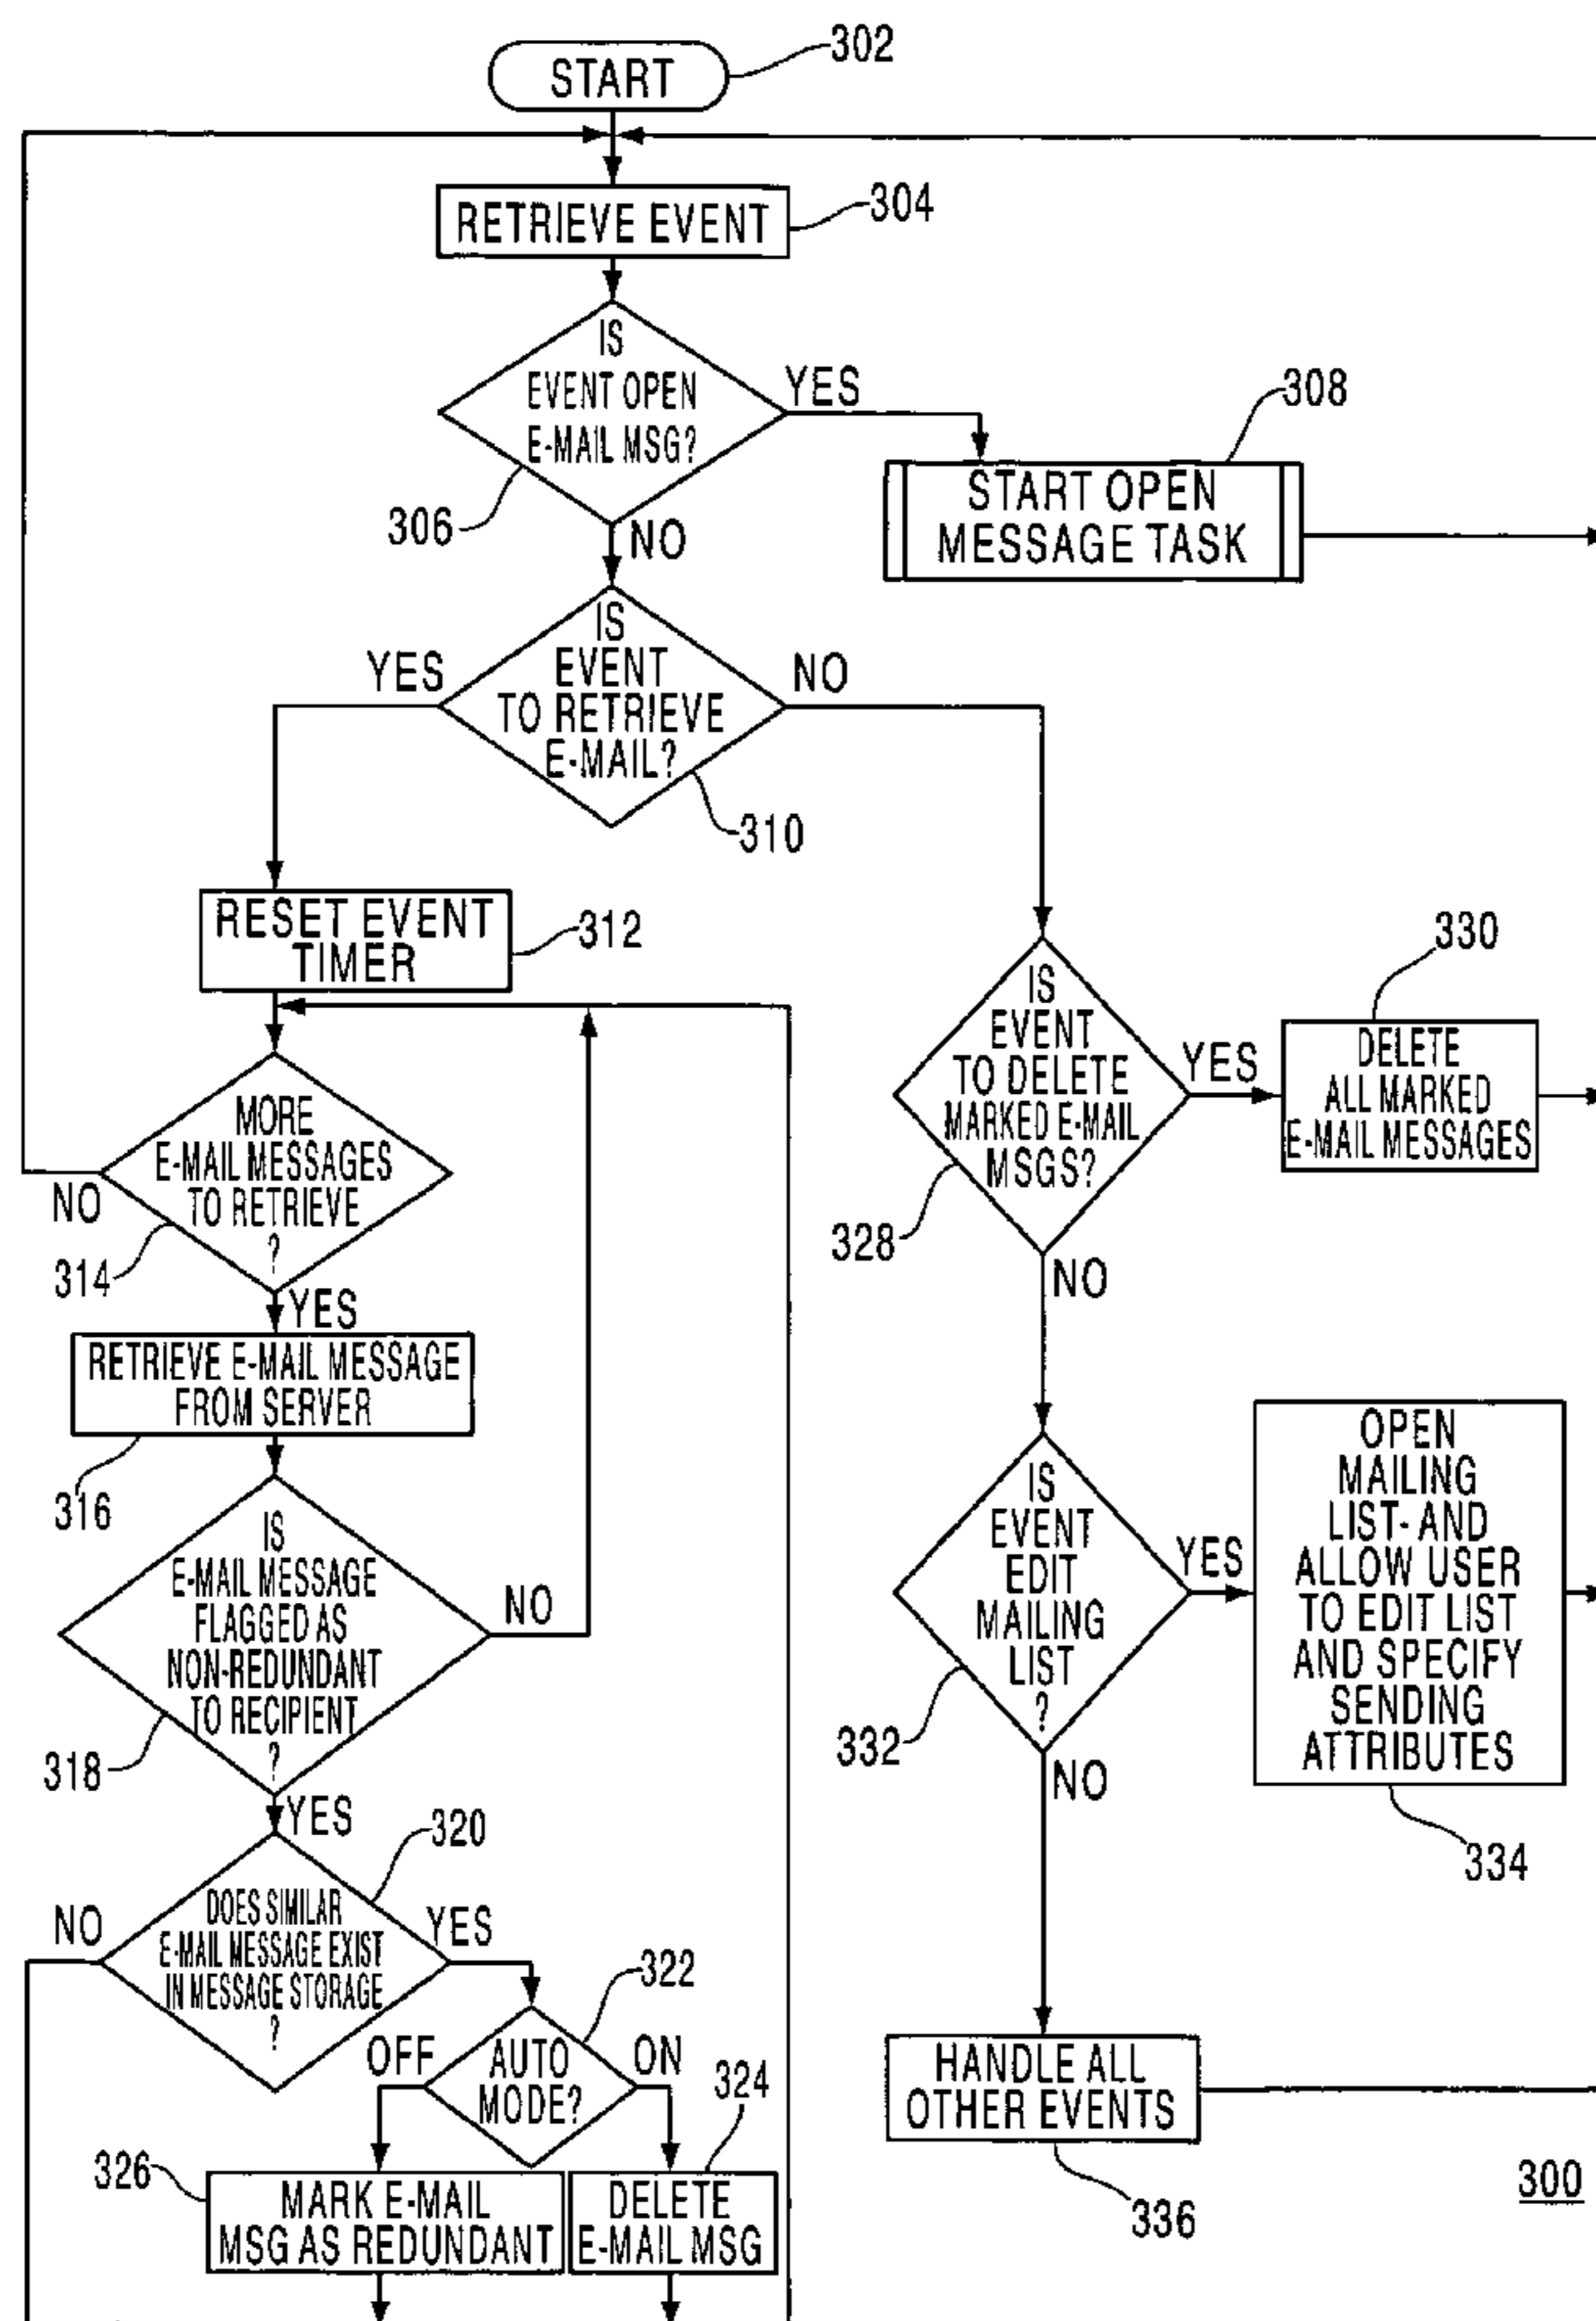 START
302
RETRIEVE EVENT
304
IS
EVENT OPEN
E-MAIL MSG?
YES
306
NO
308
START OPEN
MESSAGE TASK
IS
EVENT
TO RETRIEVE
E-MAIL?
YES
NO
310
RESET EVENT
TIMER
312
MORE
E-MAIL MESSAGES
TO RETRIEVE
?
NO
314
YES
RETRIEVE E-MAIL MESSAGE
FROM SERVER
316
IS
E-MAIL MESSAGE
FLAGGED AS
NON-REDUNDANT
TO RECIPIENT
?
NO
318
YES
320
DOES SIMILAR
E-MAIL MESSAGE EXIST
IN MESSAGE STORAGE
?
NO
YES
322
AUTO
MODE?
OFF
ON
324
326
MARK E-MAIL
MSG AS REDUNDANT
DELETE
E-MAIL MSG
IS
EVENT
TO DELETE
MARKED E-MAIL
MSGS?
YES
328
NO
330
DELETE
ALL MARKED
E-MAIL MESSAGES
IS
EVENT
EDIT
MAILING
LIST
?
YES
332
NO
OPEN
MAILING
LIST- AND
ALLOW USER
TO EDIT LIST
AND SPECIFY
SENDING
ATTRIBUTES
334
HANDLE ALL
OTHER EVENTS
336
300